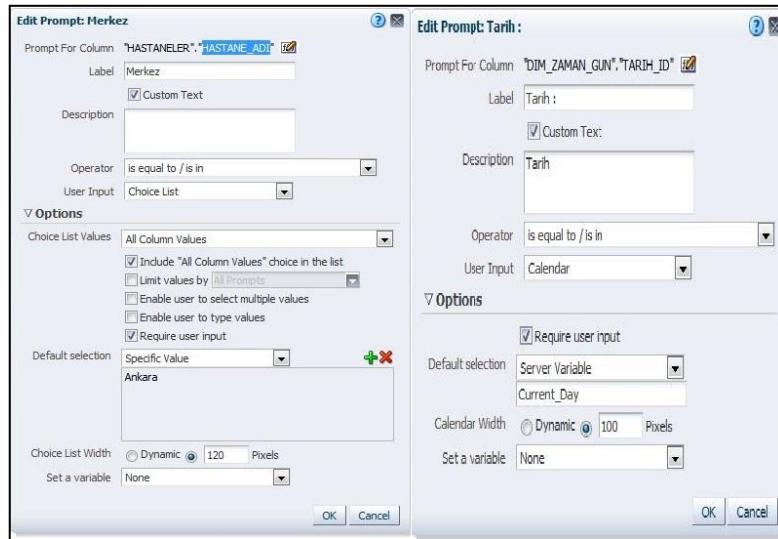 Edit Prompt: Merkez
Prompt For Column "HASTANELER"."HASTANE_ADI"
Label Merkez
Custom Text
Description
Operator is equal to / is in
User Input Choice List
Options
Choice List Values All Column Values
Include "All Column Values" choice in the list
Limit values by All Prompts
Enable user to select multiple values
Enable user to type values
Require user input
Default selection Specific Value
Ankara
Choice List Width Dynamic 120 Pixels
Set a variable None
OK Cancel
Edit Prompt: Tarih :
Prompt For Column "DIM_ZAMAN_GUN"."TARIH_ID"
Label Tarih :
Custom Text
Description Tarih
Operator is equal to / is in
User Input Calendar
Options
Require user input
Default selection Server Variable
Current_Day
Calendar Width Dynamic 100 Pixels
Set a variable None
OK Cancel